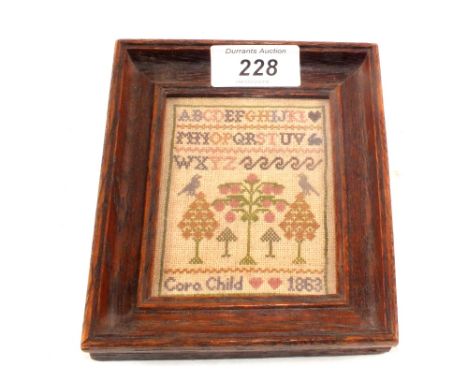 Durrants Auction
228
ABCDEFGHIJKL
MNOPQRSTUV
WXYZ
Cora Child 1863